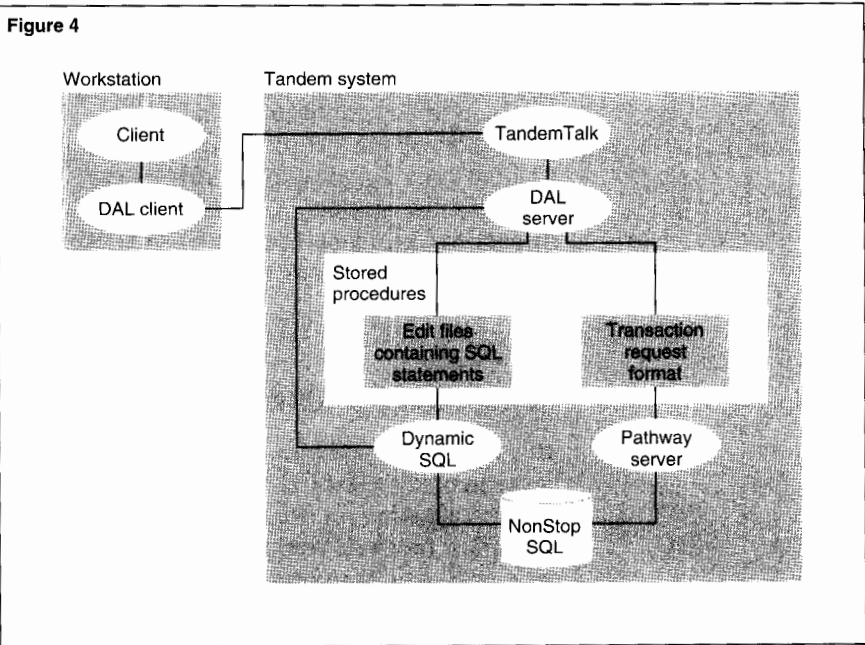 Figure 4
Workstation
Tandem system
Client
DAL client
TandemTalk
DAL
server
Stored
procedures
Edit files
containing SQL
statements
Transaction
request
format
Dynamic
SQL
Pathway
server
NonStop
SQL